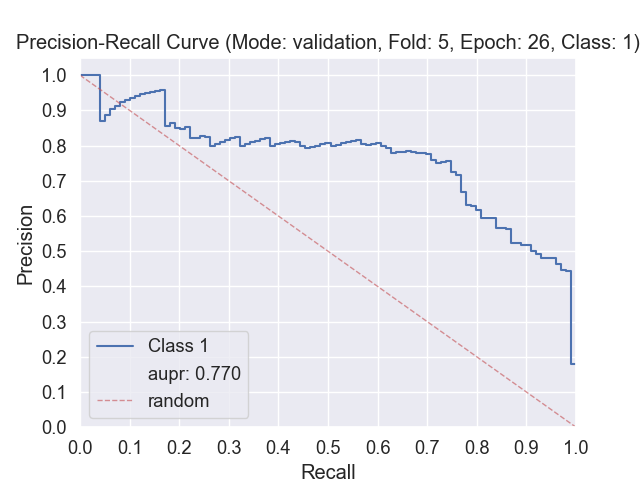 Precision-Recall Curve (Mode: validation, Fold: 5, Epoch: 26, Class: 1)
1.0
0.9
0.8
0.7
0.6
0.5
0.4
0.3
0.2
0.1
0.0
Precision
Class 1
aupr: 0.770
random
0.0 0.1 0.2 0.3 0.4 0.5 0.6 0.7 0.8 0.9 1.0
Recall